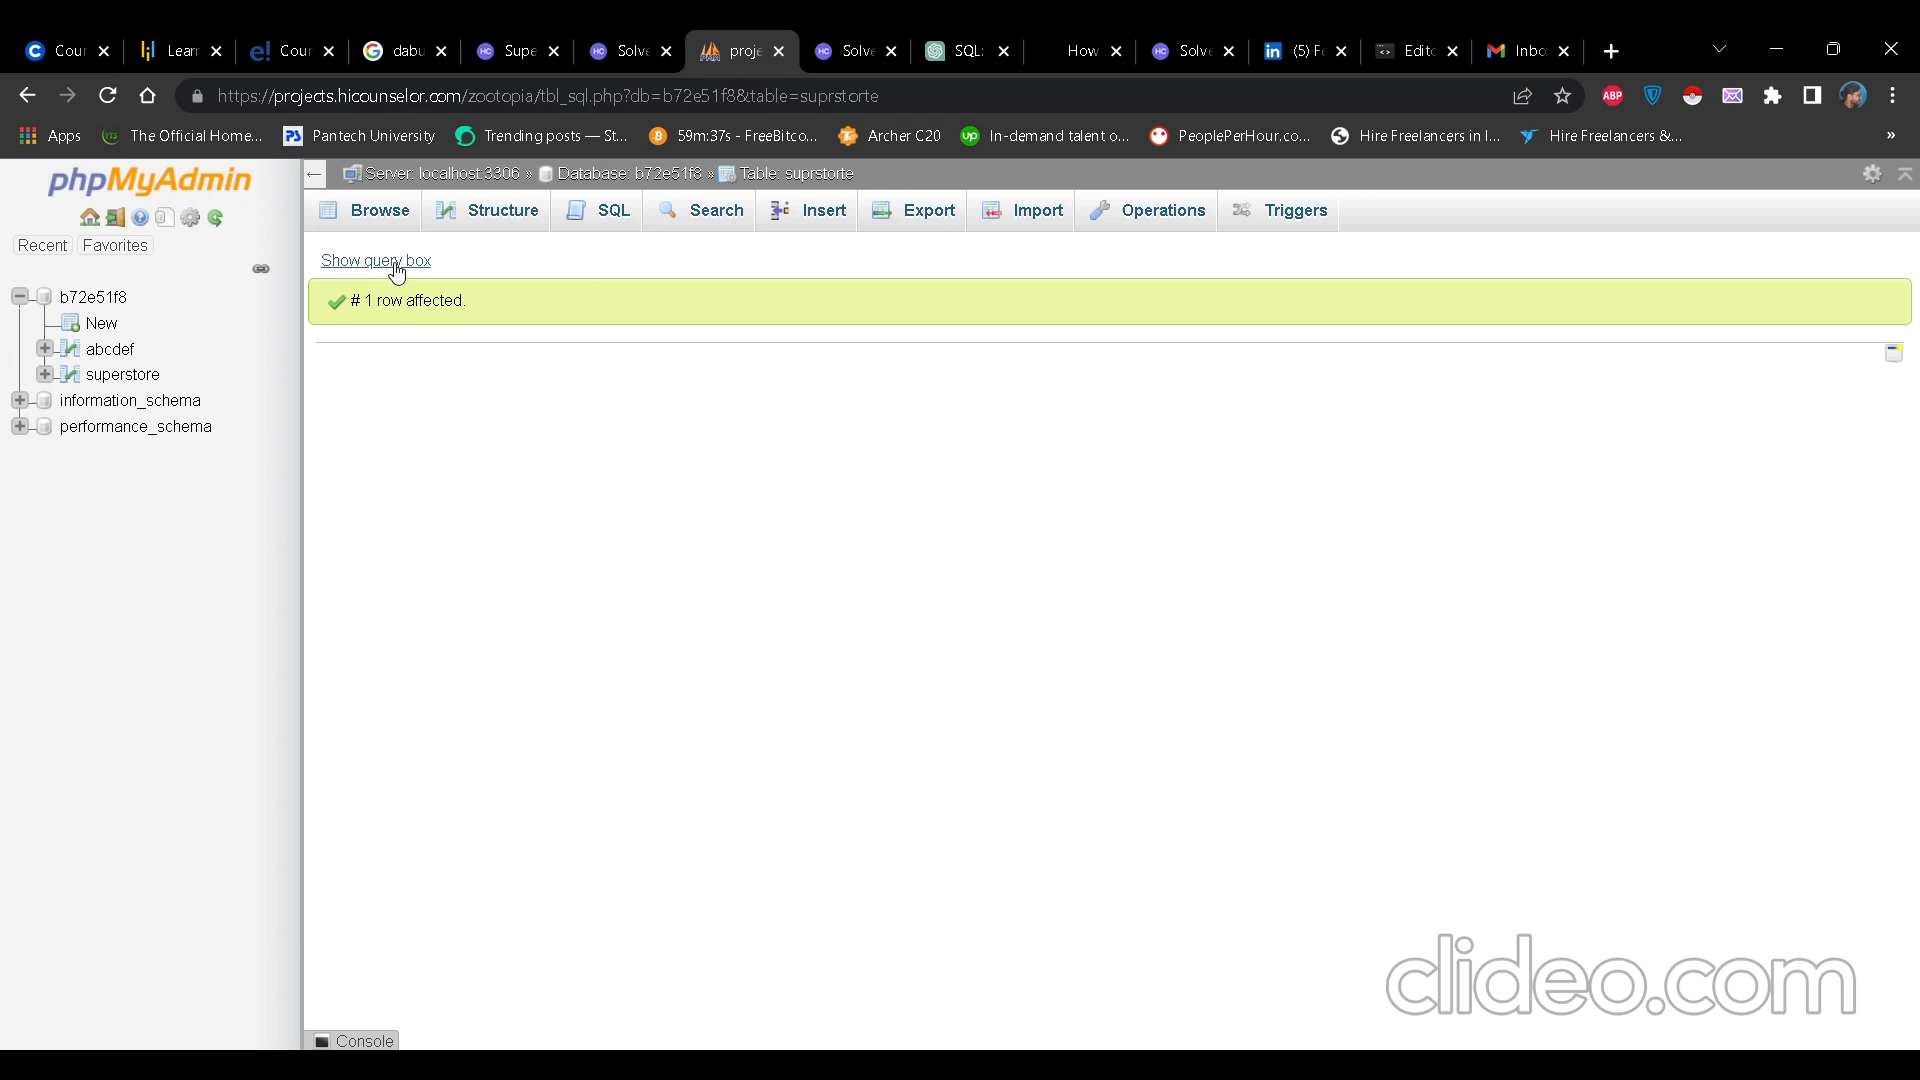 Cour
Learn
Cour
dabu
Supe
Solve
proje
Solve
SQL:
How
Solve
(5) Fe
Edito
Inbo
https://projects.hicounselor.com/zootopia/tbl_sql.php?db=b72e51f8&table=suprstorte
Apps
The Official Home...
Pantech University
Trending posts — St...
59m:37s - FreeBitco...
Archer C20
In-demand talent o...
PeoplePerHour.co...
Hire Freelancers in I...
Hire Freelancers &...
»
phpMyAdmin
Recent
Favorites
b72e51f8
New
abcdef
superstore
information_schema
performance_schema
Server: localhost:3306 » Database: b72e51f8 » Table: suprstorte
Browse
Structure
SQL
Search
Insert
Export
Import
Operations
Triggers
Show query box
# 1 row affected.
Console
clideo.com